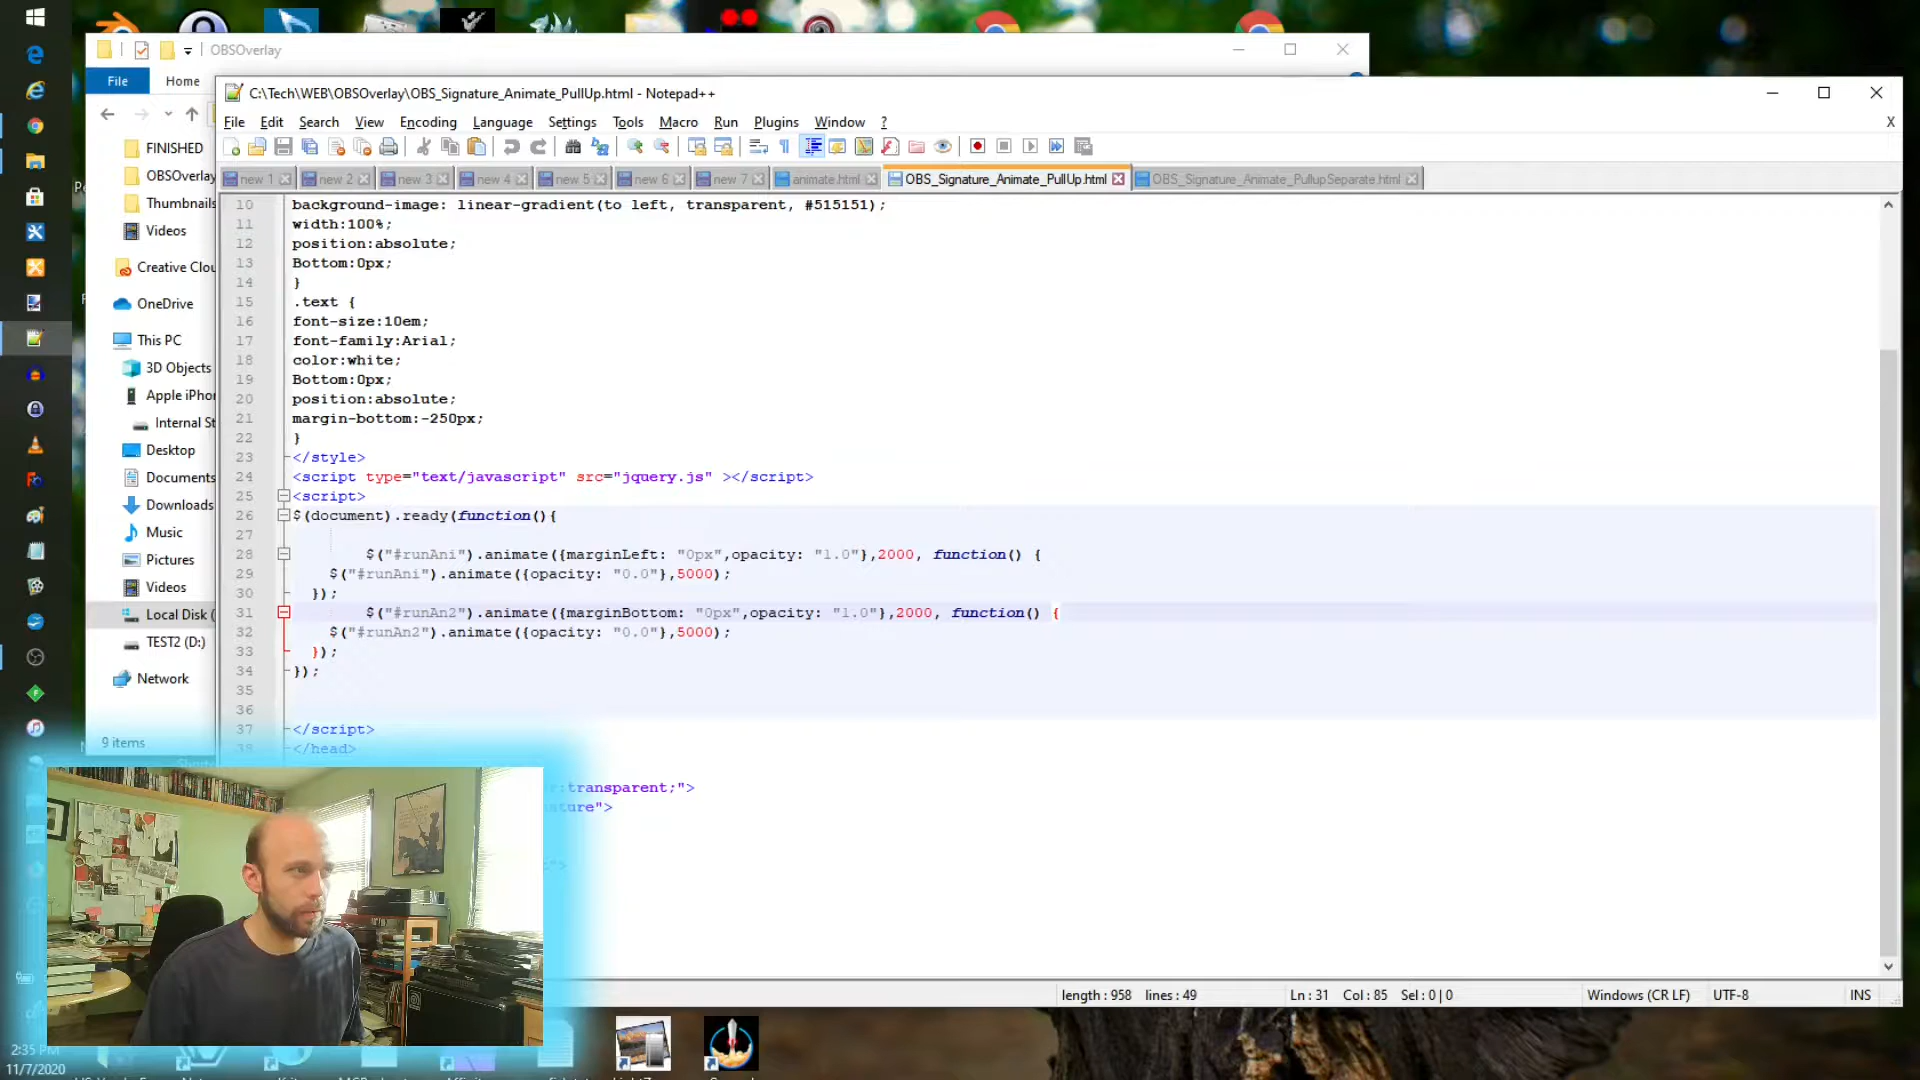 OBSOverlay
File Home
C:\Tech\WEB\OBSOverlay\OBS_Signature_Animate_PullUp.html - Notepad++
File Edit Search View Encoding Language Settings Tools Macro Run Plugins Window ? X
new 1 new 2 new 3 new 4 new 5 new 6 new 7 animate.html OBS_Signature_Animate_PullUp.html OBS_Signature_Animate_PullupSeparate.html
FINISHED
OBSOverlay
Thumbnails
Videos
Creative Clou
OneDrive
This PC
3D Objects
Apple iPhon
Internal St
Desktop
Documents
Downloads
Music
Pictures
Videos
Local Disk (
TEST2 (D:)
Network
9 items
10 background-image: linear-gradient(to left, transparent, #515151);
11 width:100%;
12 position:absolute;
13 Bottom:0px;
14 }
15 .text {
16 font-size:10em;
17 font-family:Arial;
18 color:white;
19 Bottom:0px;
20 position:absolute;
21 margin-bottom:-250px;
22 }
23 </style>
24 <script type="text/javascript" src="jquery.js" ></script>
25 <script>
26 $(document).ready(function(){
27
28 $("#runAni").animate({marginLeft: "0px",opacity: "1.0"},2000, function() {
29 $("#runAni").animate({opacity: "0.0"},5000);
30 });
31 $("#runAn2").animate({marginBottom: "0px",opacity: "1.0"},2000, function() {
32 $("#runAn2").animate({opacity: "0.0"},5000);
33 });
34 });
35
36
37 </script>
38 </head>
:transparent;">
ature">
length : 958 lines : 49 Ln : 31 Col : 85 Sel : 0 | 0 Windows (CR LF) UTF-8 INS
2:35 PM
11/7/2020